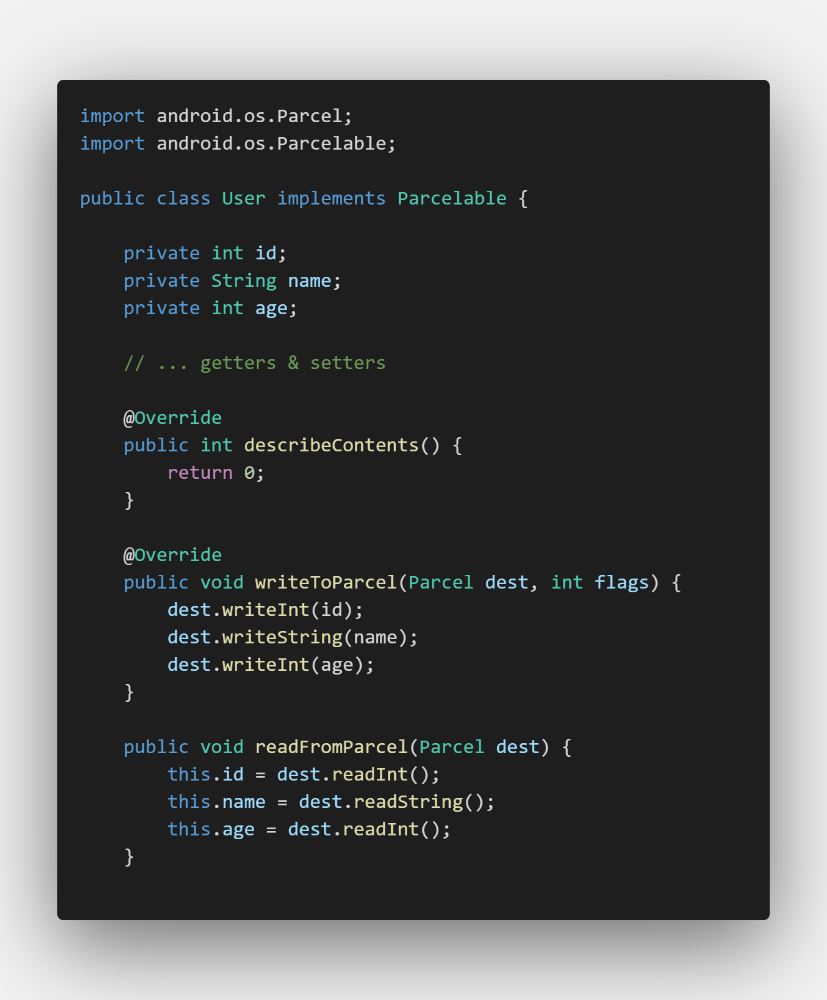 import android.os.Parcel;
import android.os.Parcelable;

public class User implements Parcelable {

    private int id;
    private String name;
    private int age;

    // ... getters & setters

    @Override
    public int describeContents() {
        return 0;
    }

    @Override
    public void writeToParcel(Parcel dest, int flags) {
        dest.writeInt(id);
        dest.writeString(name);
        dest.writeInt(age);
    }

    public void readFromParcel(Parcel dest) {
        this.id = dest.readInt();
        this.name = dest.readString();
        this.age = dest.readInt();
    }